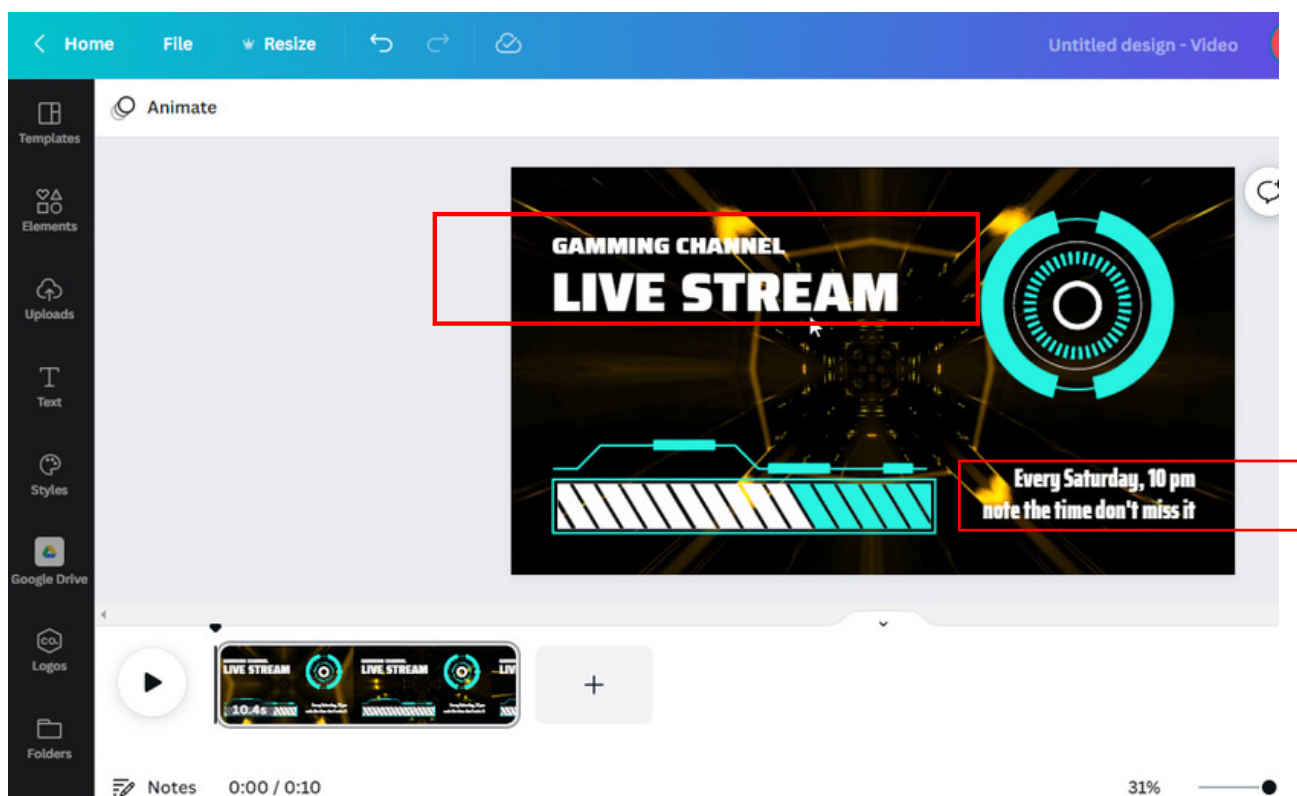 Home File Resize Untitled design - Video
Animate
Templates
Elements
Uploads
Text
Styles
Google Drive
CO.
Logos
Folders
GAMMING CHANNEL
LIVE STREAM
Every Saturday, 10 pm
note the time don't miss it
LIVE STREAM LIVE STREAM LIV
10.4s
Notes 0:00 / 0:10 31%